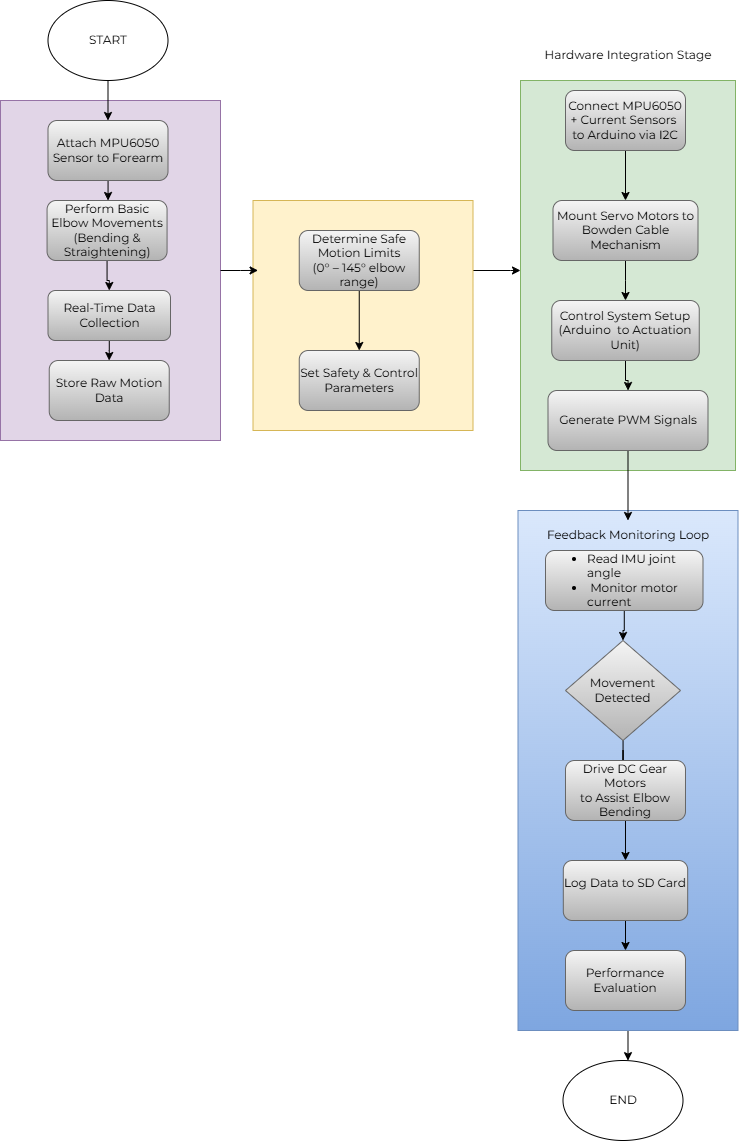 START
Attach MPU6050
Sensor to Forearm
Perform Basic
Elbow Movements
(Bending &
Straightening)
Real-Time Data
Collection
Store Raw Motion
Data
Determine Safe
Motion Limits
(0° – 145° elbow
range)
Set Safety & Control
Parameters
Hardware Integration Stage
Connect MPU6050
+ Current Sensors
to Arduino via I2C
Mount Servo Motors to
Bowden Cable
Mechanism
Control System Setup
(Arduino to Actuation
Unit)
Generate PWM Signals
Feedback Monitoring Loop
• Read IMU joint
angle
• Monitor motor
current
Movement
Detected
Drive DC Gear
Motors
to Assist Elbow
Bending
Log Data to SD Card
Performance
Evaluation
END